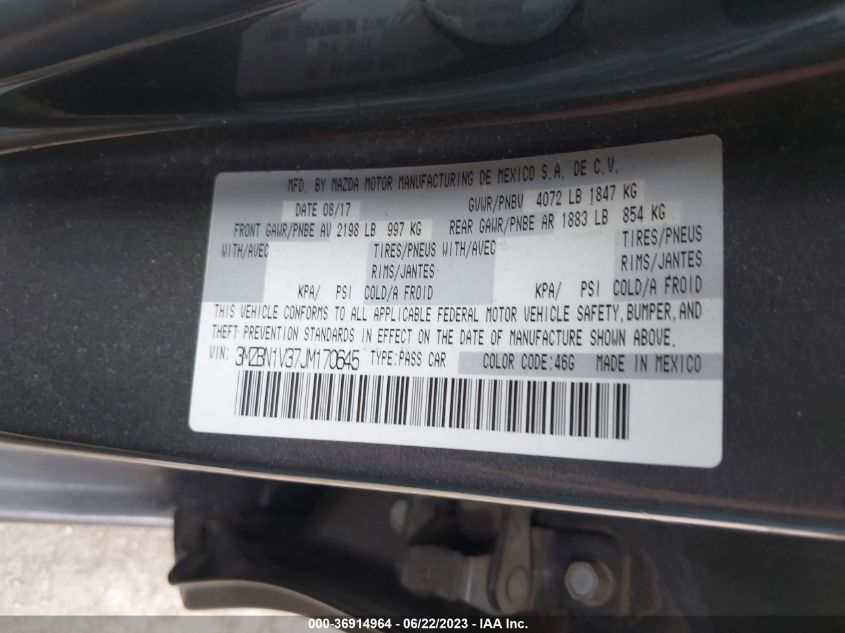 MFD. BY MAZDA MOTOR MANUFACTURING DE MEXICO S.A. DE C.V.
DATE 08/17 GVWR/PNBV 4072 LB 1847 KG
FRONT GAWR/PNBE AV 2198 LB 997 KG REAR GAWR/PNBE AR 1883 LB 854 KG
WITH/AVEC TIRES/PNEUS WITH/AVEC TIRES/PNEUS
RIMS/JANTES RIMS/JANTES
KPA/ PSI COLD/A FROID KPA/ PSI COLD/A FROID
THIS VEHICLE CONFORMS TO ALL APPLICABLE FEDERAL MOTOR VEHICLE SAFETY, BUMPER, AND
THEFT PREVENTION STANDARDS IN EFFECT ON THE DATE OF MANUFACTURE SHOWN ABOVE.
VIN: 3MZBN1V37JM170645 TYPE: PASS CAR COLOR CODE: 46G MADE IN MEXICO
000-36914964 - 06/22/2023 - IAA Inc.